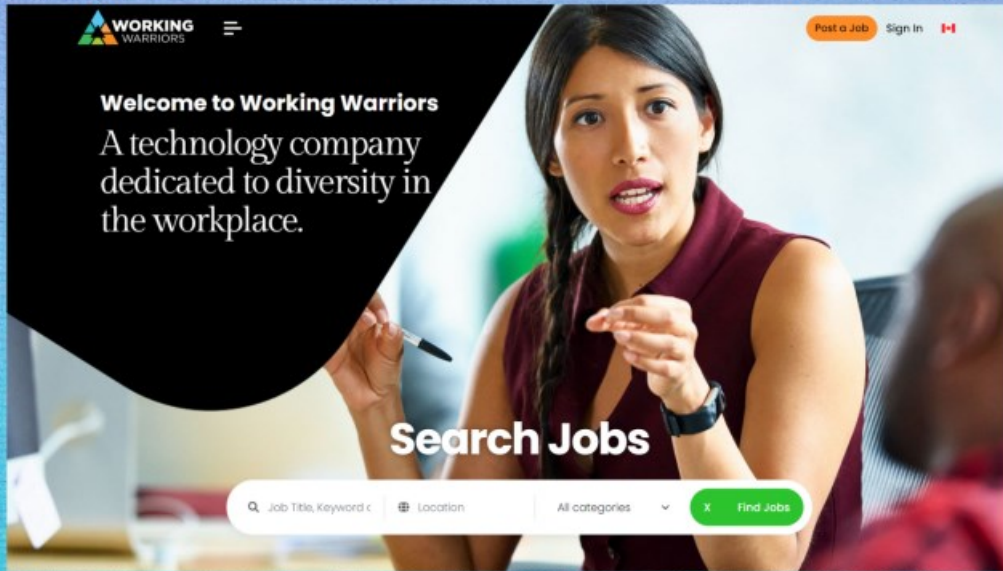 WORKING
WARRIORS
Post a Job
Sign In
Welcome to Working Warriors
A technology company
dedicated to diversity in
the workplace.
Search Jobs
Job Title, Keyword
Location
All categories
X
Find Jobs